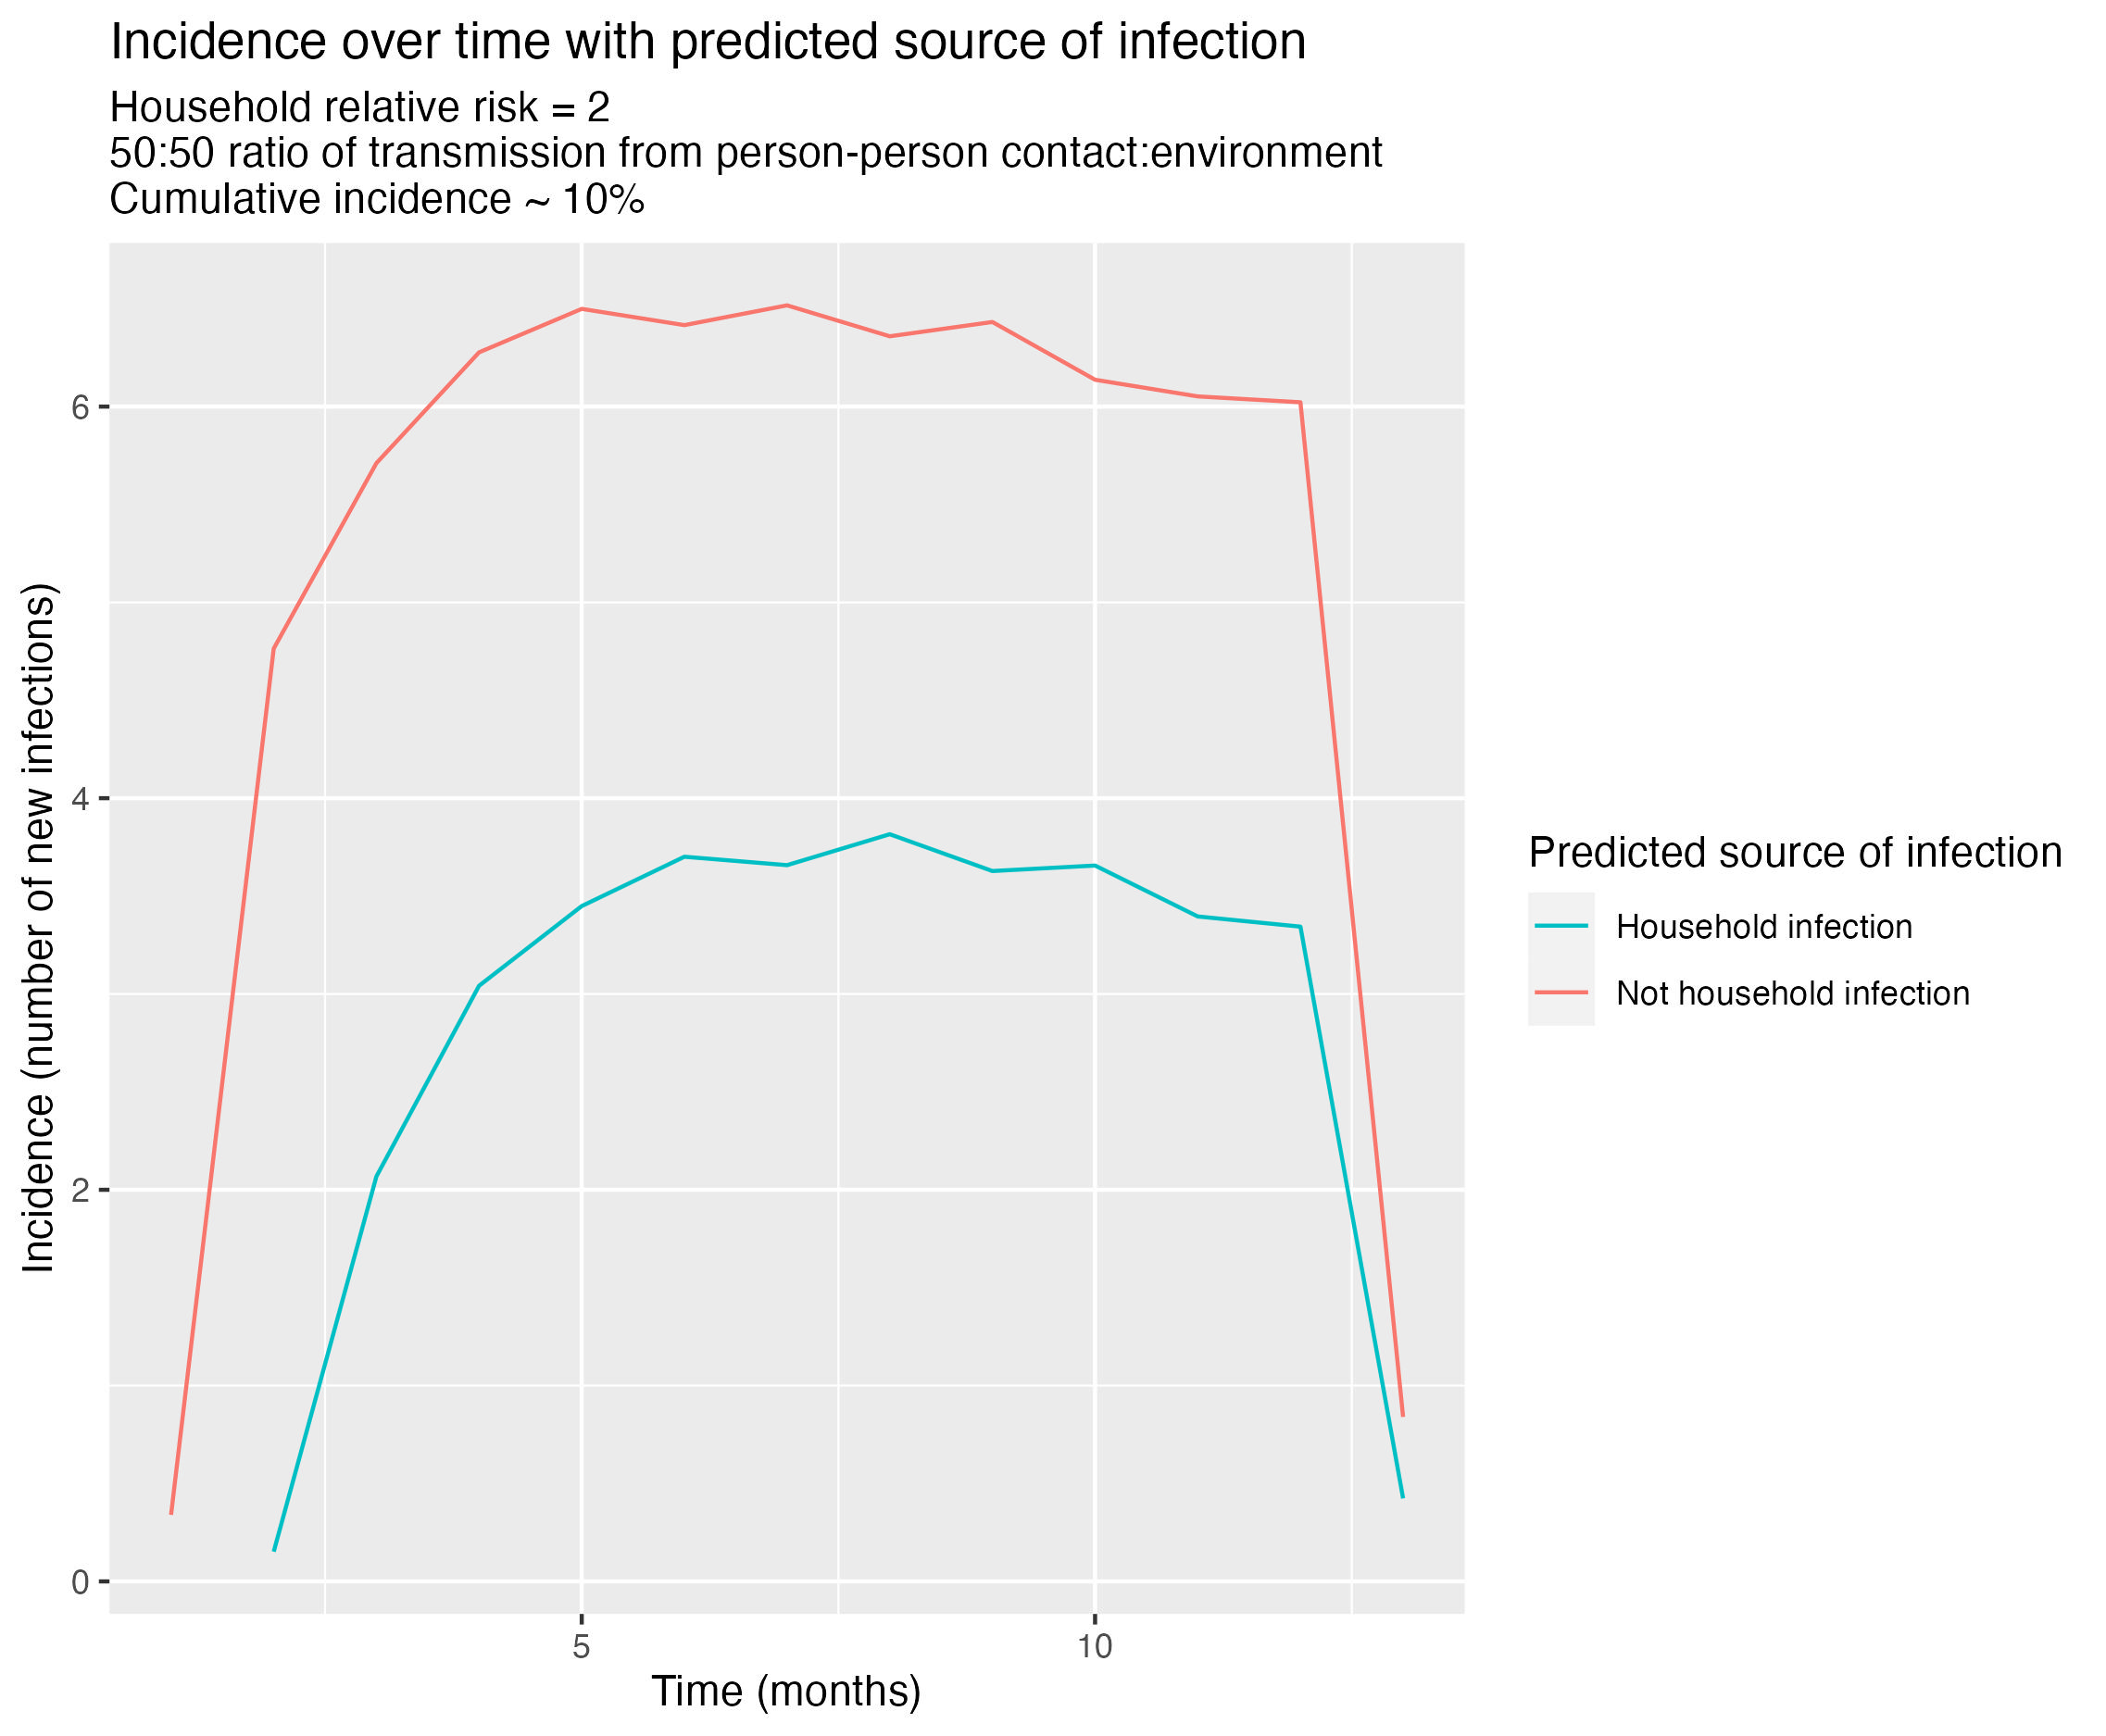 Incidence over time with predicted source of infection
Household relative risk = 2
50:50 ratio of transmission from person-person contact:environment
Cumulative incidence ~ 10%
Incidence (number of new infections)
6
4
2
0
5
10
Time (months)
Predicted source of infection
Household infection
Not household infection